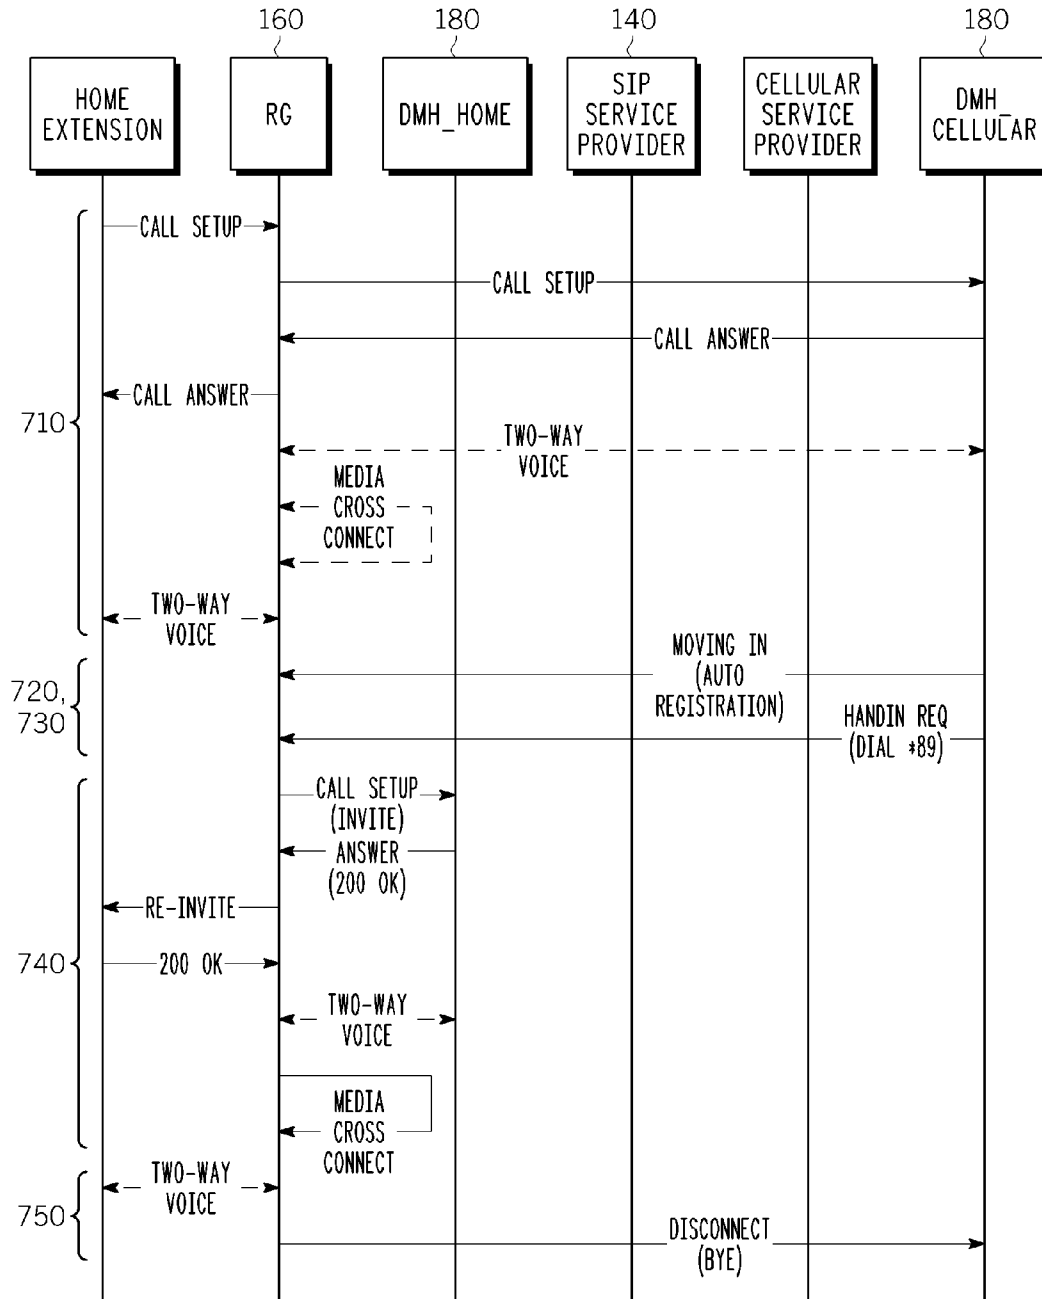 160
180
140
180
HOME
EXTENSION
RG
DMH_HOME
SIP
SERVICE
PROVIDER
CELLULAR
SERVICE
PROVIDER
DMH_
CELLULAR
CALL SETUP
CALL SETUP
CALL ANSWER
CALL ANSWER
710
TWO-WAY
VOICE
MEDIA
CROSS
CONNECT
TWO-WAY
VOICE
MOVING IN
(AUTO
REGISTRATION)
720,
730
HANDIN REQ
(DIAL *89)
CALL SETUP
(INVITE)
ANSWER
(200 OK)
RE-INVITE
740
200 OK
TWO-WAY
VOICE
MEDIA
CROSS
CONNECT
TWO-WAY
VOICE
750
DISCONNECT
(BYE)